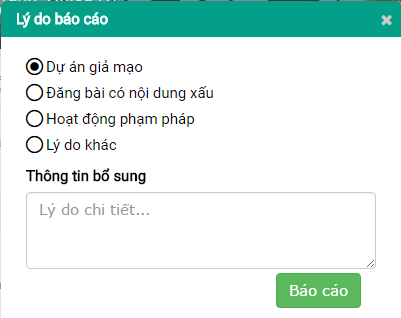 Lý do báo cáo
Dự án giả mạo
Đăng bài có nội dung xấu
Hoạt động phạm pháp
Lý do khác
Thông tin bổ sung
Lý do chi tiết...
Báo cáo